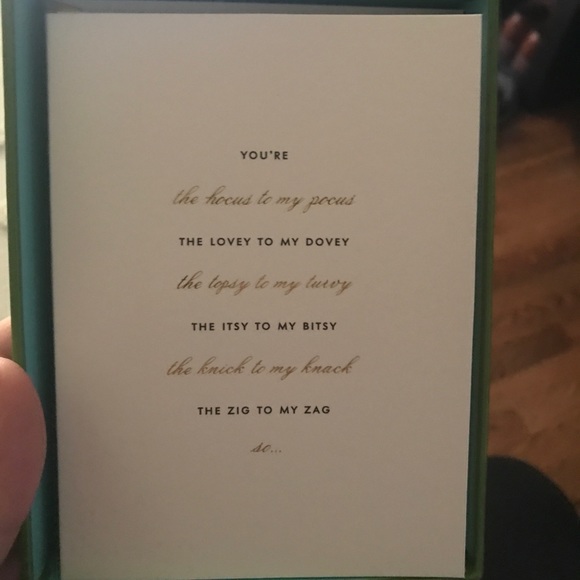 YOU'RE
the hocus to my pocus
THE LOVEY TO MY DOVEY
the topsy to my turvy
THE ITSY TO MY BITSY
the knick to my knack
THE ZIG TO MY ZAG
so...